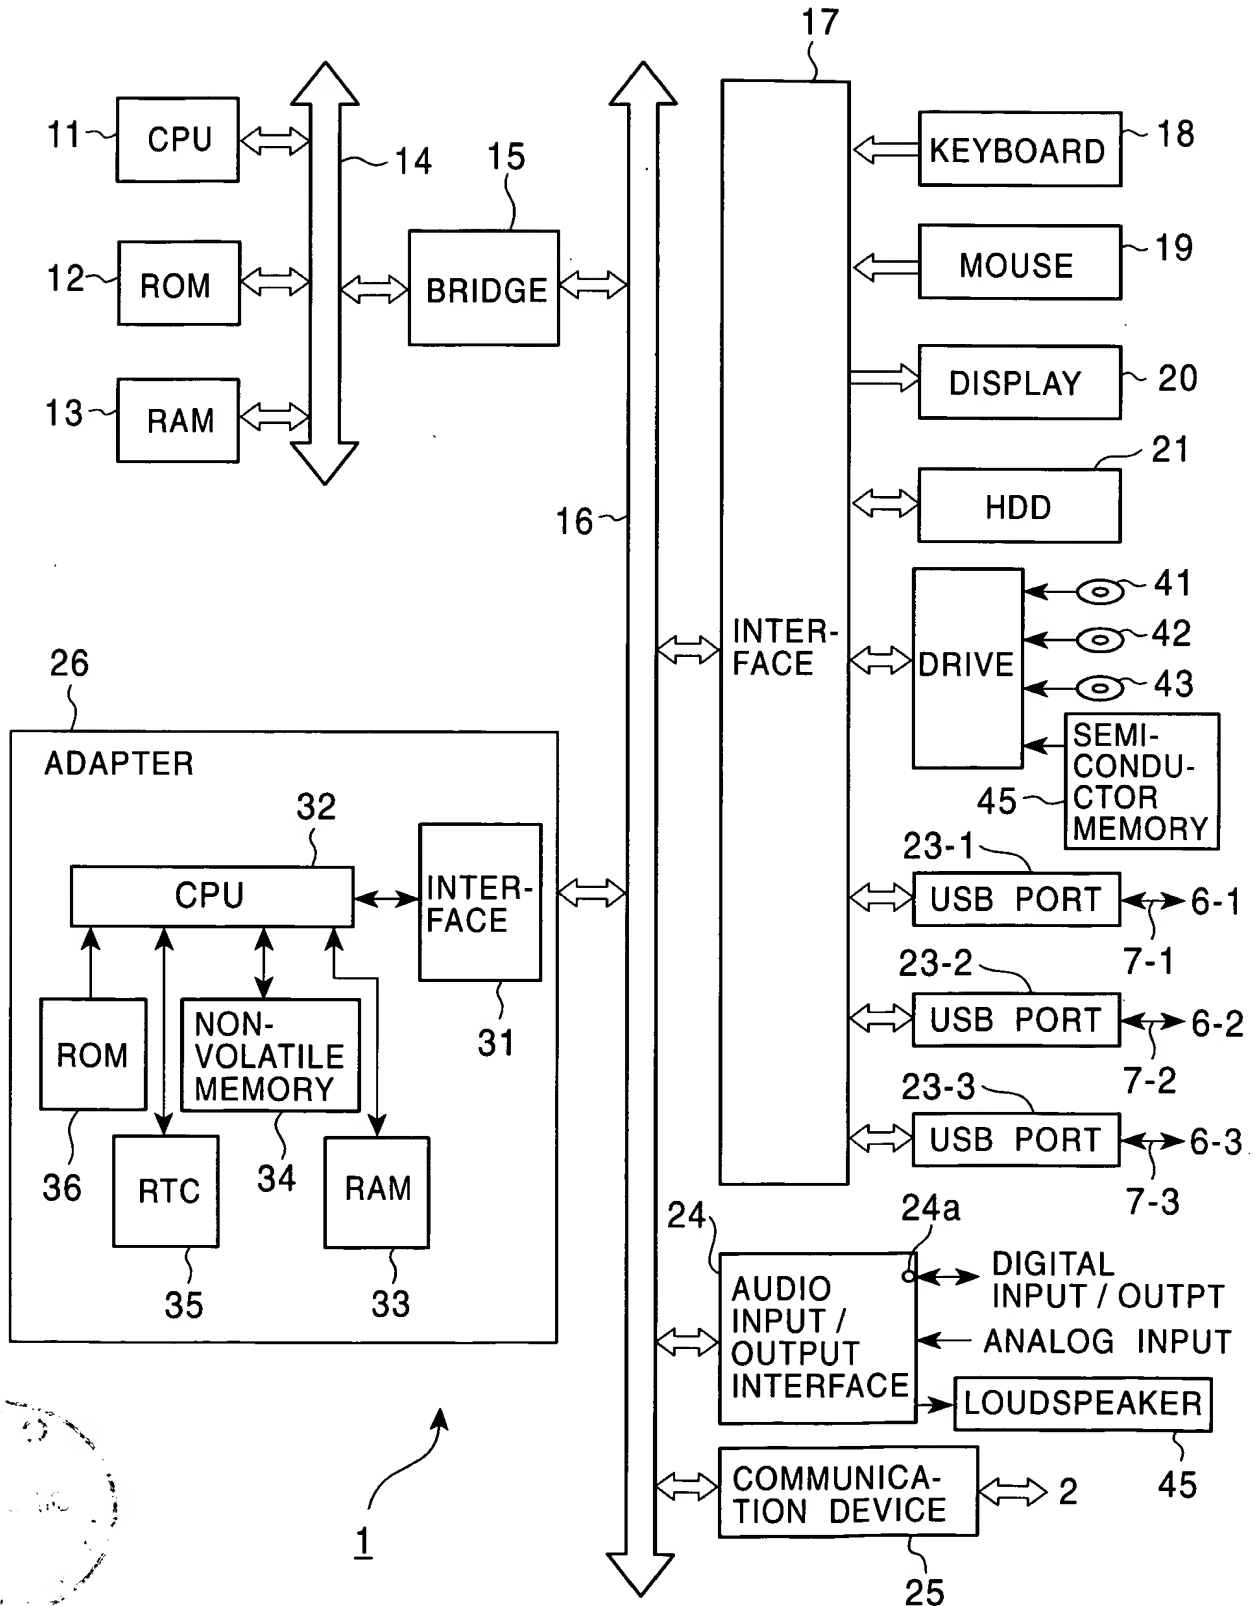 17
11
CPU
14
15
18
KEYBOARD
12
ROM
BRIDGE
19
MOUSE
13
RAM
20
DISPLAY
21
HDD
16
41
42
43
INTER-
FACE
DRIVE
SEMI-
CONDU-
CTOR
MEMORY
45
26
ADAPTER
32
CPU
INTER-
FACE
31
ROM
36
NON-
VOLATILE
MEMORY
34
RTC
35
RAM
33
23-1
USB PORT
6-1
7-1
23-2
USB PORT
6-2
7-2
23-3
USB PORT
6-3
7-3
24
24a
AUDIO
INPUT /
OUTPUT
INTERFACE
DIGITAL
INPUT / OUTPT
ANALOG INPUT
LOUDSPEAKER
45
COMMUNICA-
TION DEVICE
2
25
1